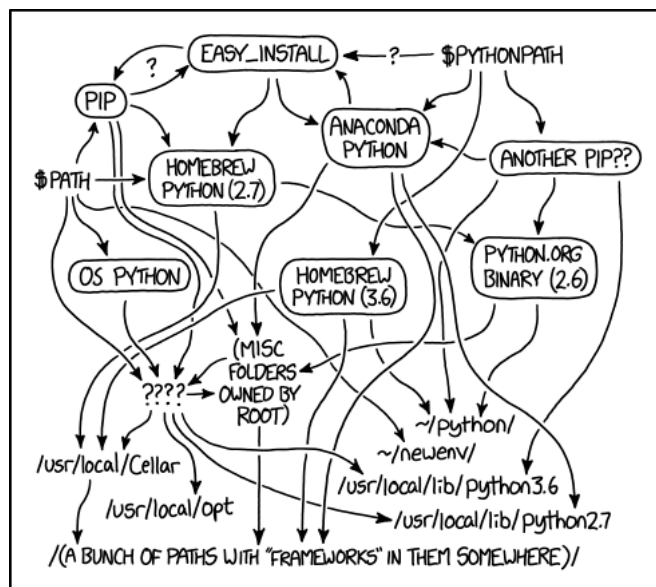 EASY_INSTALL
?
$PYTHONPATH
?
PIP
ANACONDA
PYTHON
ANOTHER PIP??
HOMEBREW
PYTHON (2.7)
$PATH
PYTHON.ORG
BINARY (2.6)
OS PYTHON
HOMEBREW
PYTHON (3.6)
(MISC
FOLDERS
OWNED BY
ROOT)
????
~/python/
~/newenv/
/usr/local/Cellar
/usr/local/lib/python3.6
/usr/local/opt
/usr/local/lib/python2.7
/(A BUNCH OF PATHS WITH "FRAMEWORKS" IN THEM SOMEWHERE)/